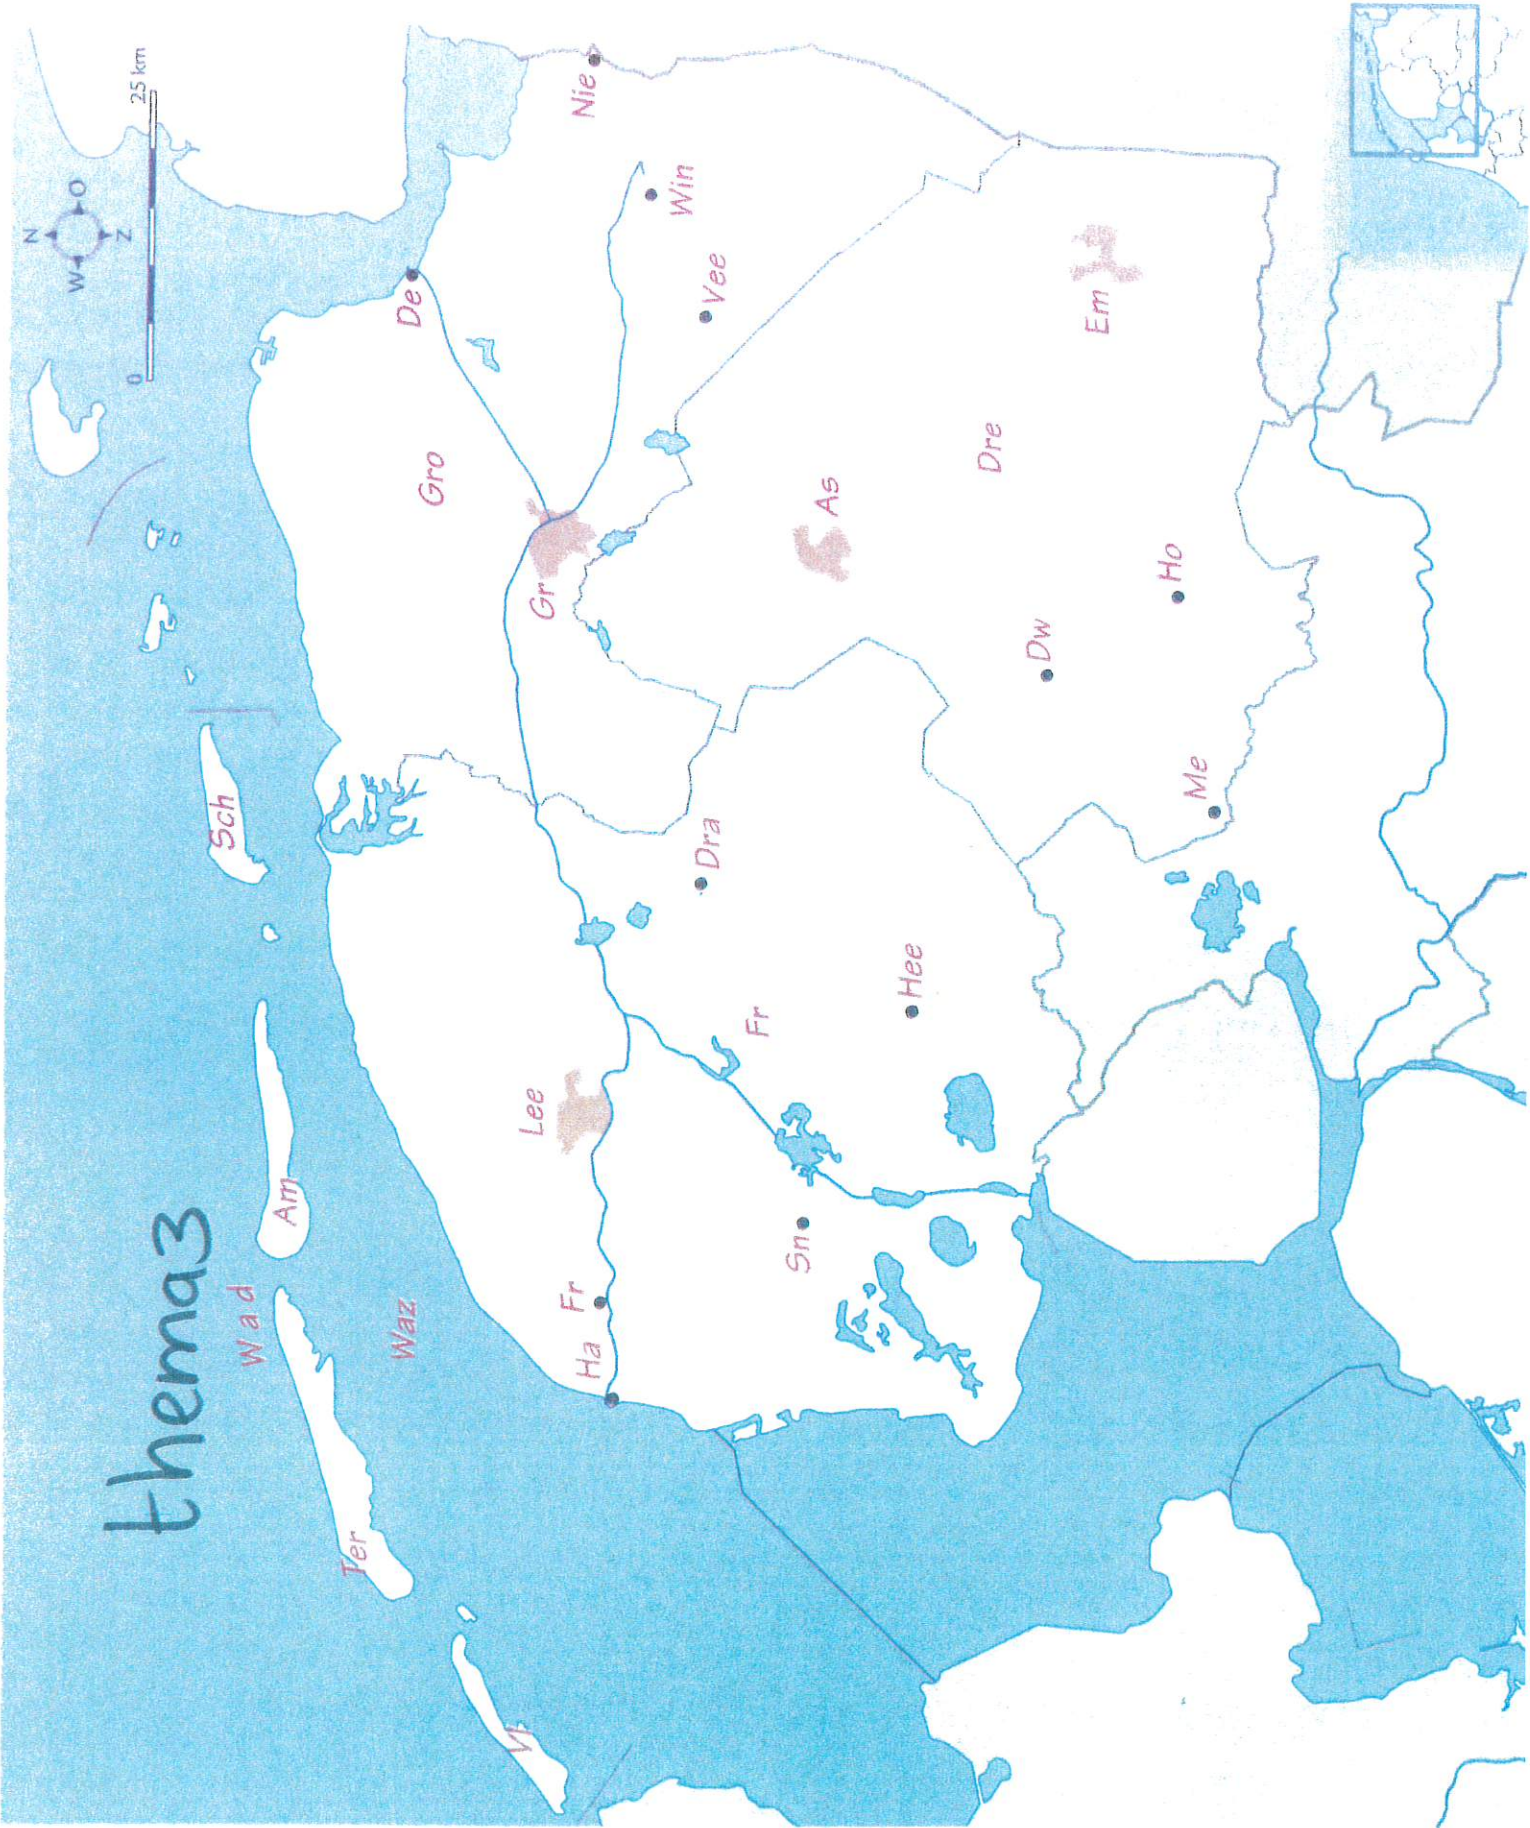 thema3
N
W O
Z
0 25 km
Wad
Waz
Vl
Ter
Am
Sch
Ha
Fr
Lee
Gr
Gro
De
Nie
Win
Vee
Sn
Fr
Dra
Hee
As
Dre
Em
Dw
Ho
Me